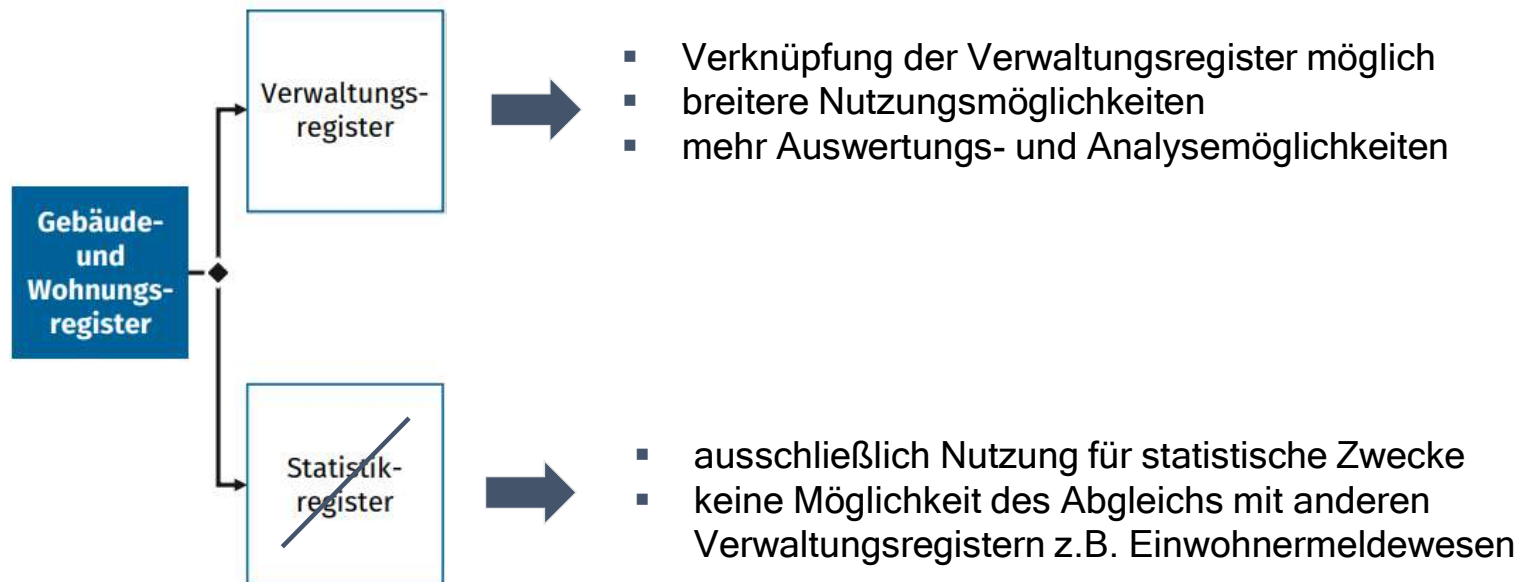 Gebäude-
und
Wohnungs-
register
Verwaltungs-
register
▪ Verknüpfung der Verwaltungsregister möglich
▪ breitere Nutzungsmöglichkeiten
▪ mehr Auswertungs- und Analysemöglichkeiten
Statistik-
register
▪ ausschließlich Nutzung für statistische Zwecke
▪ keine Möglichkeit des Abgleichs mit anderen
Verwaltungsregistern z.B. Einwohnermeldewesen